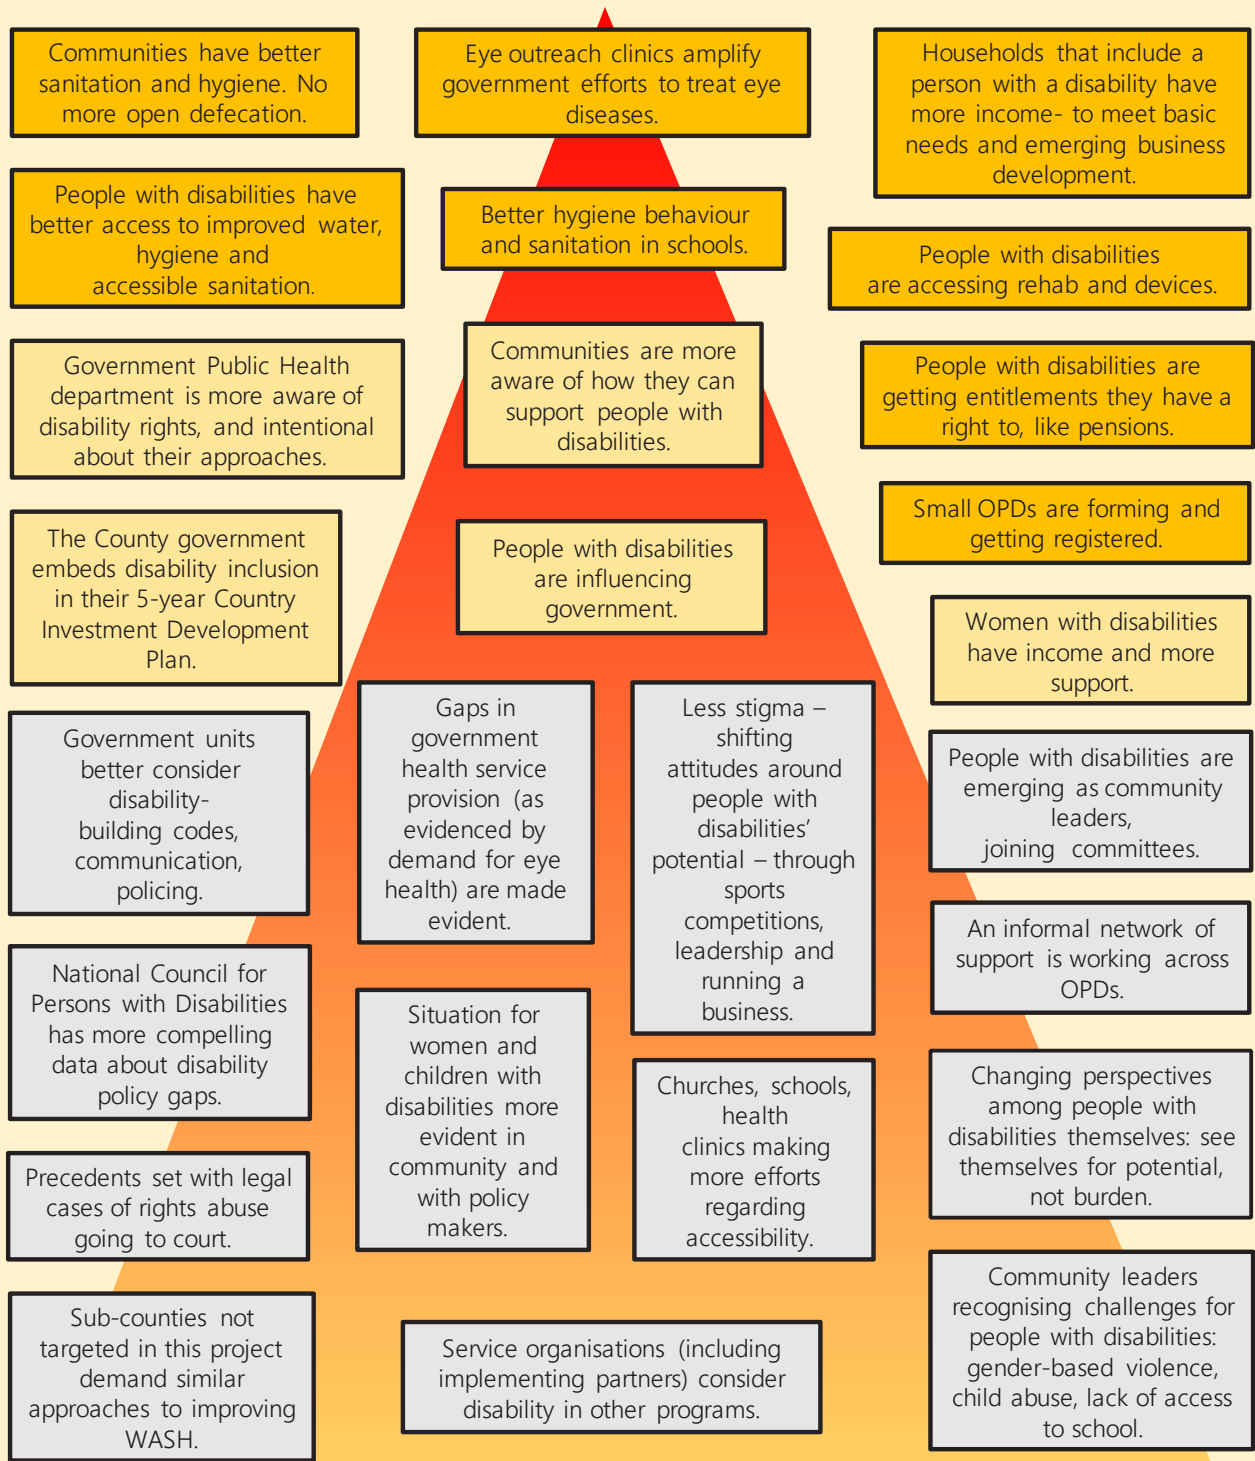 Communities have better
sanitation and hygiene. No
more open defecation.
Eye outreach clinics amplify
government efforts to treat eye
diseases.
Households that include a
person with a disability have
more income- to meet basic
needs and emerging business
development.
People with disabilities have
better access to improved water,
hygiene and
accessible sanitation.
Better hygiene behaviour
and sanitation in schools.
People with disabilities
are accessing rehab and devices.
Government Public Health
department is more aware of
disability rights, and intentional
about their approaches.
Communities are more
aware of how they can
support people with
disabilities.
People with disabilities are
getting entitlements they have a
right to, like pensions.
The County government
embeds disability inclusion
in their 5-year Country
Investment Development
Plan.
People with disabilities
are influencing
government.
Small OPDs are forming and
getting registered.
Women with disabilities
have income and more
support.
Government units
better consider
disability-
building codes,
communication,
policing.
Gaps in
government
health service
provision (as
evidenced by
demand for eye
health) are made
evident.
Less stigma –
shifting
attitudes around
people with
disabilities’
potential – through
sports
competitions,
leadership and
running a
business.
People with disabilities are
emerging as community
leaders,
joining committees.
An informal network of
support is working across
OPDs.
National Council for
Persons with Disabilities
has more compelling
data about disability
policy gaps.
Situation for
women and
children with
disabilities more
evident in
community and
with policy
makers.
Churches, schools,
health
clinics making
more efforts
regarding
accessibility.
Changing perspectives
among people with
disabilities themselves: see
themselves for potential,
not burden.
Precedents set with legal
cases of rights abuse
going to court.
Sub-counties not
targeted in this project
demand similar
approaches to improving
WASH.
Service organisations (including
implementing partners) consider
disability in other programs.
Community leaders
recognising challenges for
people with disabilities:
gender-based violence,
child abuse, lack of access
to school.